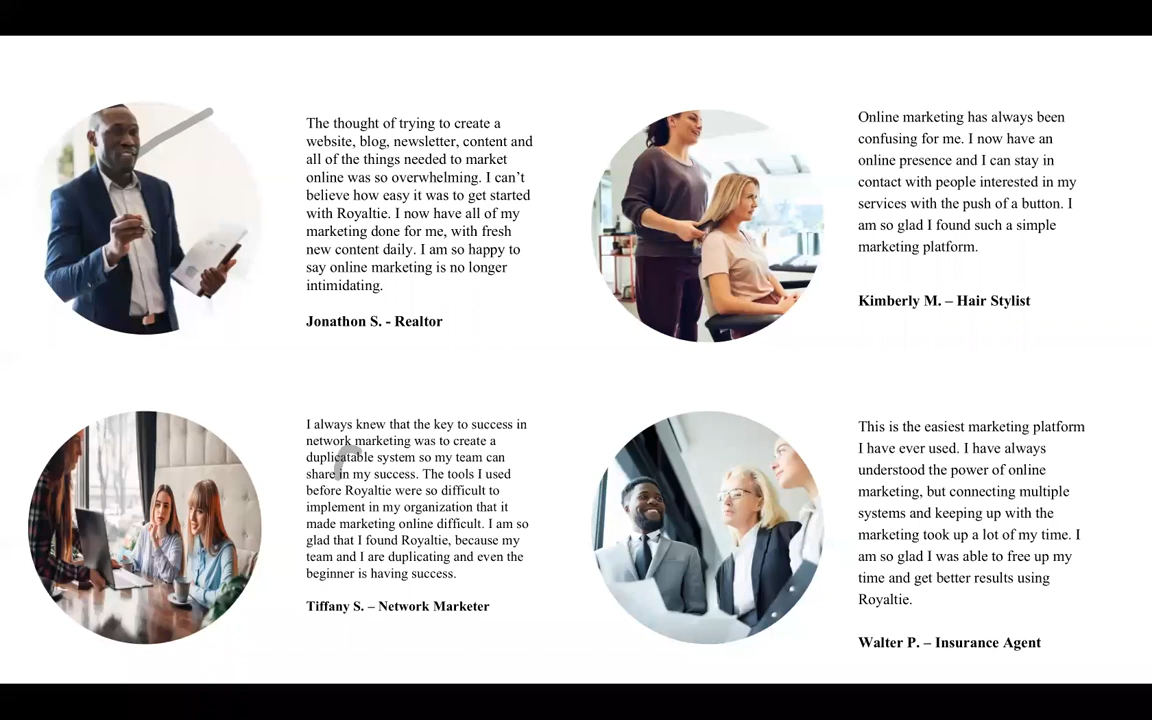 The thought of trying to create a
website, blog, newsletter, content and
all of the things needed to market
online was so overwhelming. I can’t
believe how easy it was to get started
with Royaltie. I now have all of my
marketing done for me, with fresh
new content daily. I am so happy to
say online marketing is no longer
intimidating.
Jonathon S. - Realtor
Online marketing has always been
confusing for me. I now have an
online presence and I can stay in
contact with people interested in my
services with the push of a button. I
am so glad I found such a simple
marketing platform.
Kimberly M. – Hair Stylist
I always knew that the key to success in
network marketing was to create a
duplicatable system so my team can
share in my success. The tools I used
before Royaltie were so difficult to
implement in my organization that it
made marketing online difficult. I am so
glad that I found Royaltie, because my
team and I are duplicating and even the
beginner is having success.
Tiffany S. – Network Marketer
This is the easiest marketing platform
I have ever used. I have always
understood the power of online
marketing, but connecting multiple
systems and keeping up with the
marketing took up a lot of my time. I
am so glad I was able to free up my
time and get better results using
Royaltie.
Walter P. – Insurance Agent